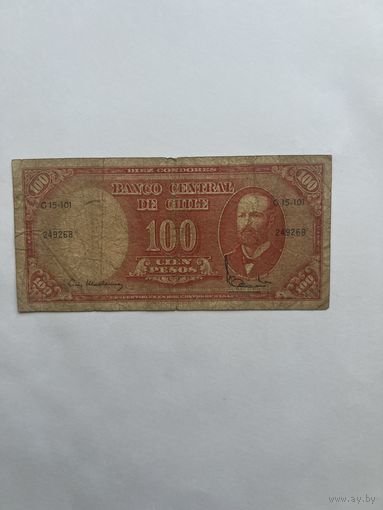 DIEZ CONDORES
100
100
BANCO CENTRAL
DE CHILE
G 15-101
G 15-101
249268
249268
100
CIEN
PESOS
100
100
www.ay.by